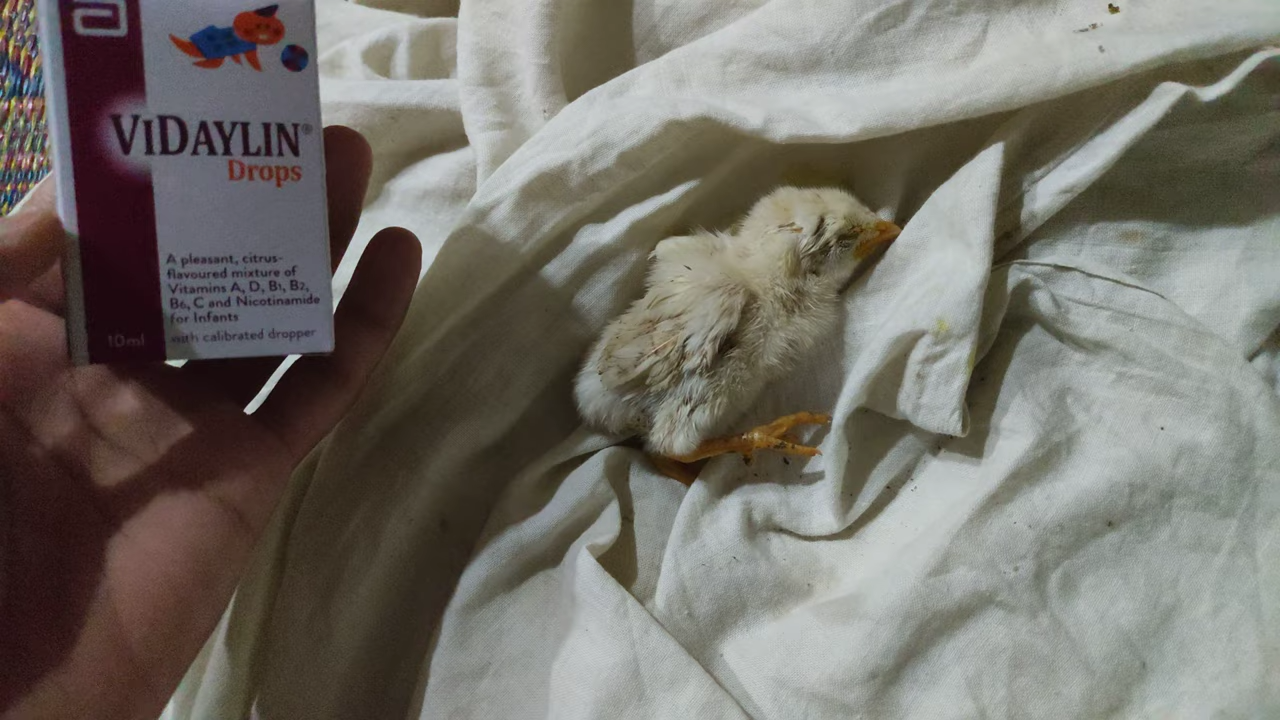 VIDAYLIN®
Drops
A pleasant, citrus-
flavoured mixture of
Vitamins A, D, B1, B2,
B6, C and Nicotinamide
for Infants
10ml
with calibrated dropper